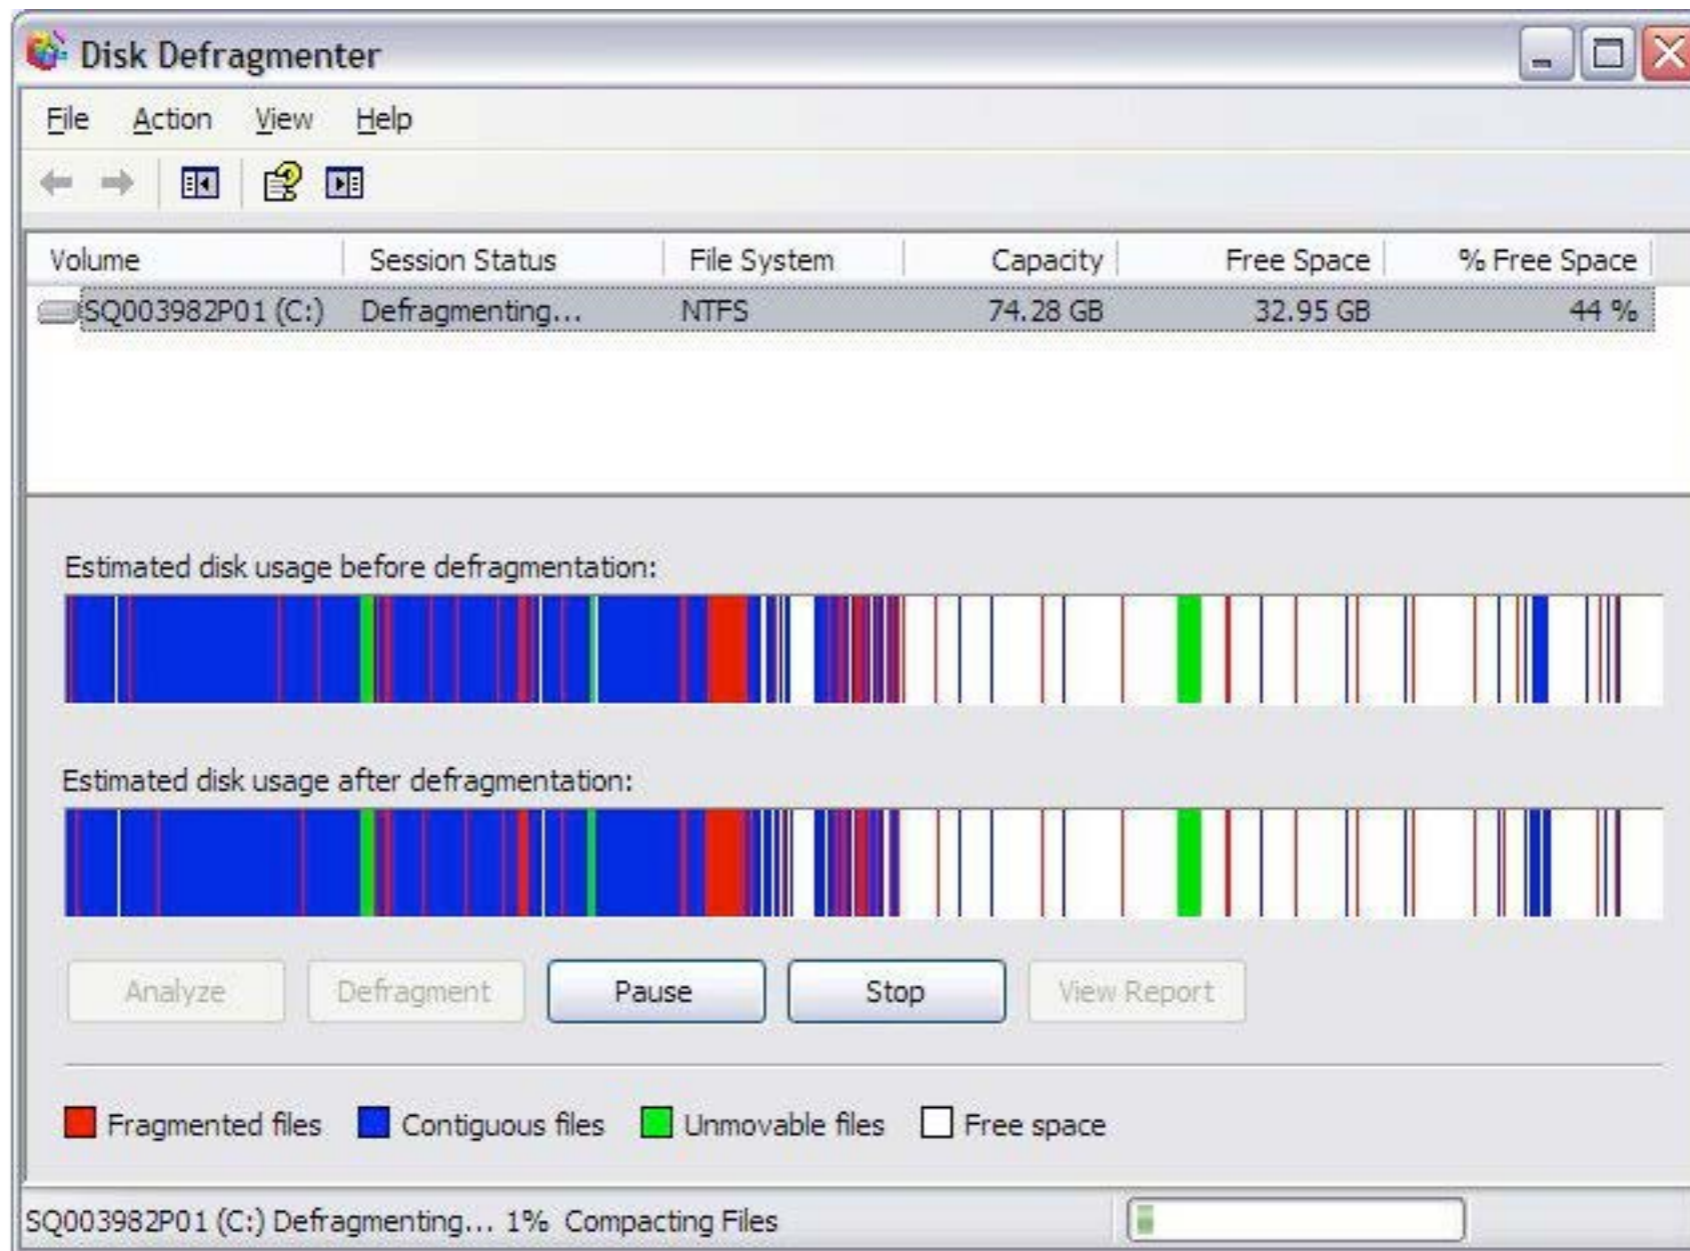 Disk Defragmenter
File Action View Help
Volume Session Status File System Capacity Free Space % Free Space
SQ003982P01 (C:) Defragmenting... NTFS 74.28 GB 32.95 GB 44 %
Estimated disk usage before defragmentation:
Estimated disk usage after defragmentation:
Analyze Defragment Pause Stop View Report
Fragmented files Contiguous files Unmovable files Free space
SQ003982P01 (C:) Defragmenting... 1% Compacting Files